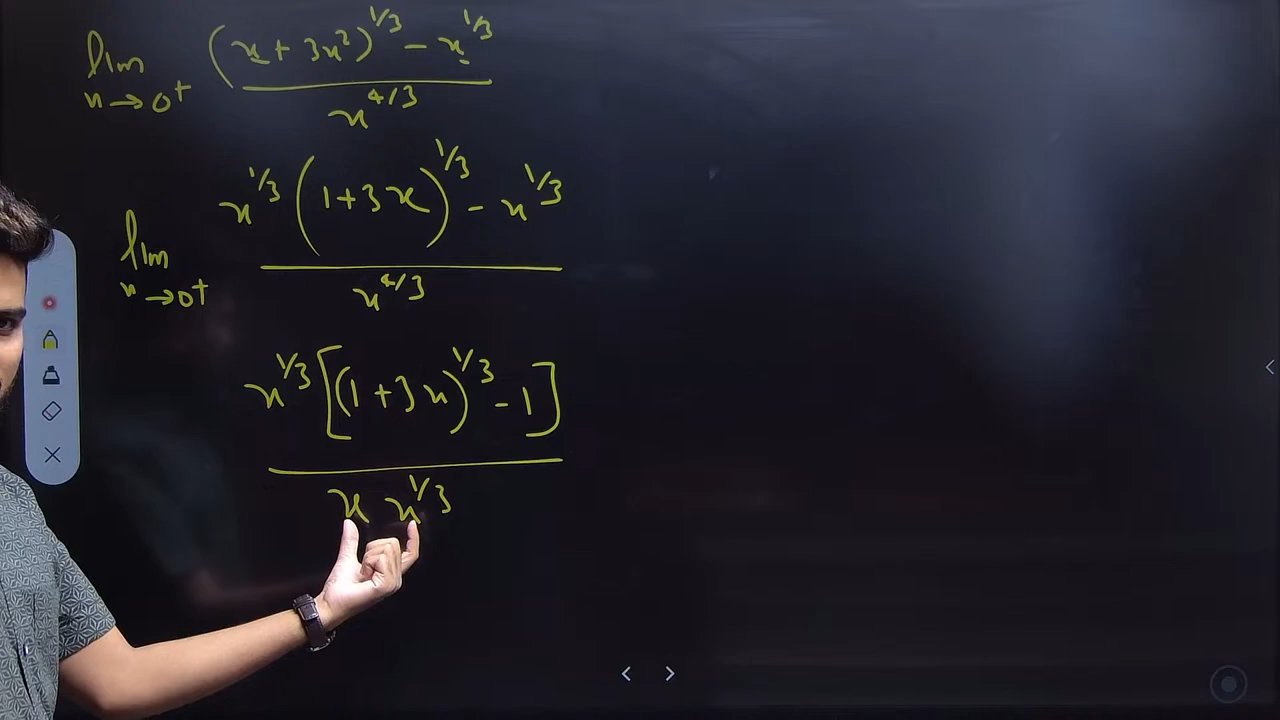 lim (x + 3x²)^1/3 − x^1/3
x→0⁺ x^4/3
x^1/3 (1+3x)^1/3 − x^1/3
lim
x→0⁺ x^4/3
x^1/3 [(1+3x)^1/3 − 1]
x x^1/3